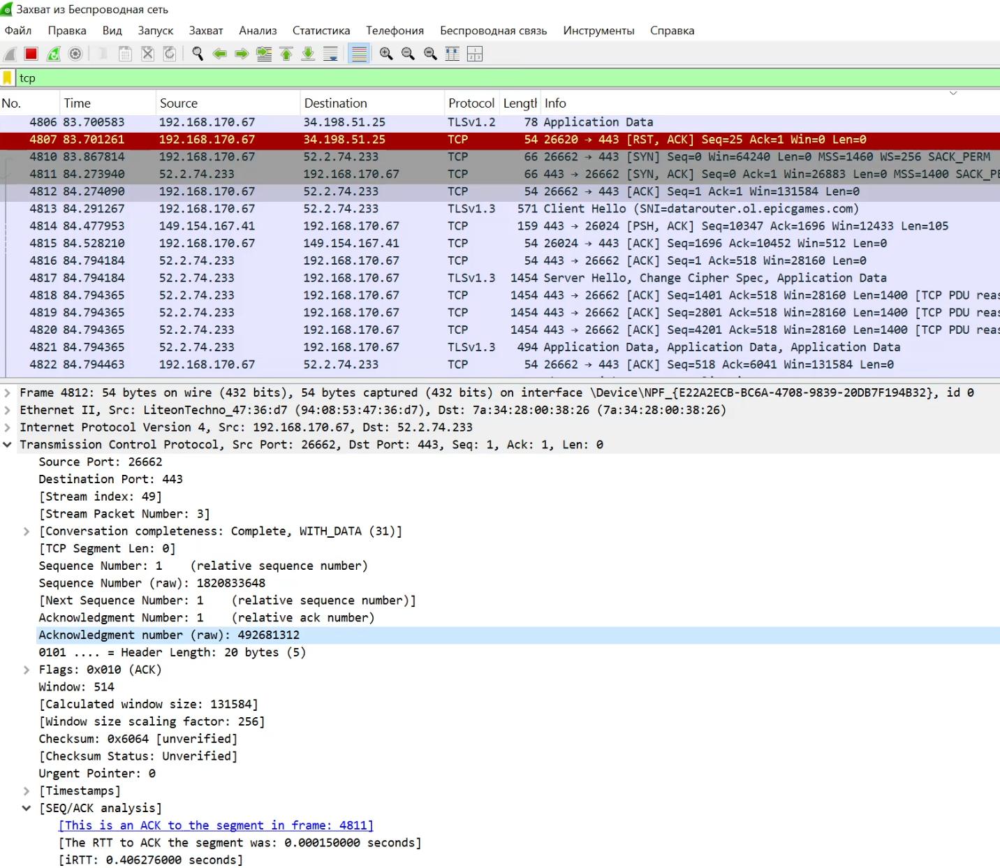 Захват из Беспроводная сеть
Файл Правка Вид Запуск Захват Анализ Статистика Телефония Беспроводная связь Инструменты Справка
tcp
No. Time Source Destination Protocol Length Info
4806 83.700583 192.168.170.67 34.198.51.25 TLSv1.2 78 Application Data
4807 83.701261 192.168.170.67 34.198.51.25 TCP 54 26620 → 443 [RST, ACK] Seq=25 Ack=1 Win=0 Len=0
4810 83.867814 192.168.170.67 52.2.74.233 TCP 66 26662 → 443 [SYN] Seq=0 Win=64240 Len=0 MSS=1460 WS=256 SACK_PERM
4811 84.273940 52.2.74.233 192.168.170.67 TCP 66 443 → 26662 [SYN, ACK] Seq=0 Ack=1 Win=26883 Len=0 MSS=1400 SACK_PE
4812 84.274090 192.168.170.67 52.2.74.233 TCP 54 26662 → 443 [ACK] Seq=1 Ack=1 Win=131584 Len=0
4813 84.291267 192.168.170.67 52.2.74.233 TLSv1.3 571 Client Hello (SNI=datarouter.ol.epicgames.com)
4814 84.477953 149.154.167.41 192.168.170.67 TCP 159 443 → 26024 [PSH, ACK] Seq=10347 Ack=1696 Win=12433 Len=105
4815 84.528210 192.168.170.67 149.154.167.41 TCP 54 26024 → 443 [ACK] Seq=1696 Ack=10452 Win=512 Len=0
4816 84.794184 52.2.74.233 192.168.170.67 TCP 54 443 → 26662 [ACK] Seq=1 Ack=518 Win=28160 Len=0
4817 84.794184 52.2.74.233 192.168.170.67 TLSv1.3 1454 Server Hello, Change Cipher Spec, Application Data
4818 84.794365 52.2.74.233 192.168.170.67 TCP 1454 443 → 26662 [ACK] Seq=1401 Ack=518 Win=28160 Len=1400 [TCP PDU reas
4819 84.794365 52.2.74.233 192.168.170.67 TCP 1454 443 → 26662 [ACK] Seq=2801 Ack=518 Win=28160 Len=1400 [TCP PDU reas
4820 84.794365 52.2.74.233 192.168.170.67 TCP 1454 443 → 26662 [ACK] Seq=4201 Ack=518 Win=28160 Len=1400 [TCP PDU reas
4821 84.794365 52.2.74.233 192.168.170.67 TLSv1.3 494 Application Data, Application Data, Application Data
4822 84.794463 192.168.170.67 52.2.74.233 TCP 54 26662 → 443 [ACK] Seq=518 Ack=6041 Win=131584 Len=0
Frame 4812: 54 bytes on wire (432 bits), 54 bytes captured (432 bits) on interface \Device\NPF_{E22A2ECB-BC6A-4708-9839-20DB7F194B32}, id 0
Ethernet II, Src: LiteonTechno_47:36:d7 (94:08:53:47:36:d7), Dst: 7a:34:28:00:38:26 (7a:34:28:00:38:26)
Internet Protocol Version 4, Src: 192.168.170.67, Dst: 52.2.74.233
Transmission Control Protocol, Src Port: 26662, Dst Port: 443, Seq: 1, Ack: 1, Len: 0
Source Port: 26662
Destination Port: 443
[Stream index: 49]
[Stream Packet Number: 3]
[Conversation completeness: Complete, WITH_DATA (31)]
[TCP Segment Len: 0]
Sequence Number: 1 (relative sequence number)
Sequence Number (raw): 1820833648
[Next Sequence Number: 1 (relative sequence number)]
Acknowledgment Number: 1 (relative ack number)
Acknowledgment number (raw): 492681312
0101 .... = Header Length: 20 bytes (5)
Flags: 0x010 (ACK)
Window: 514
[Calculated window size: 131584]
[Window size scaling factor: 256]
Checksum: 0x6064 [unverified]
[Checksum Status: Unverified]
Urgent Pointer: 0
[Timestamps]
[SEQ/ACK analysis]
[This is an ACK to the segment in frame: 4811]
[The RTT to ACK the segment was: 0.000150000 seconds]
[iRTT: 0.406276000 seconds]